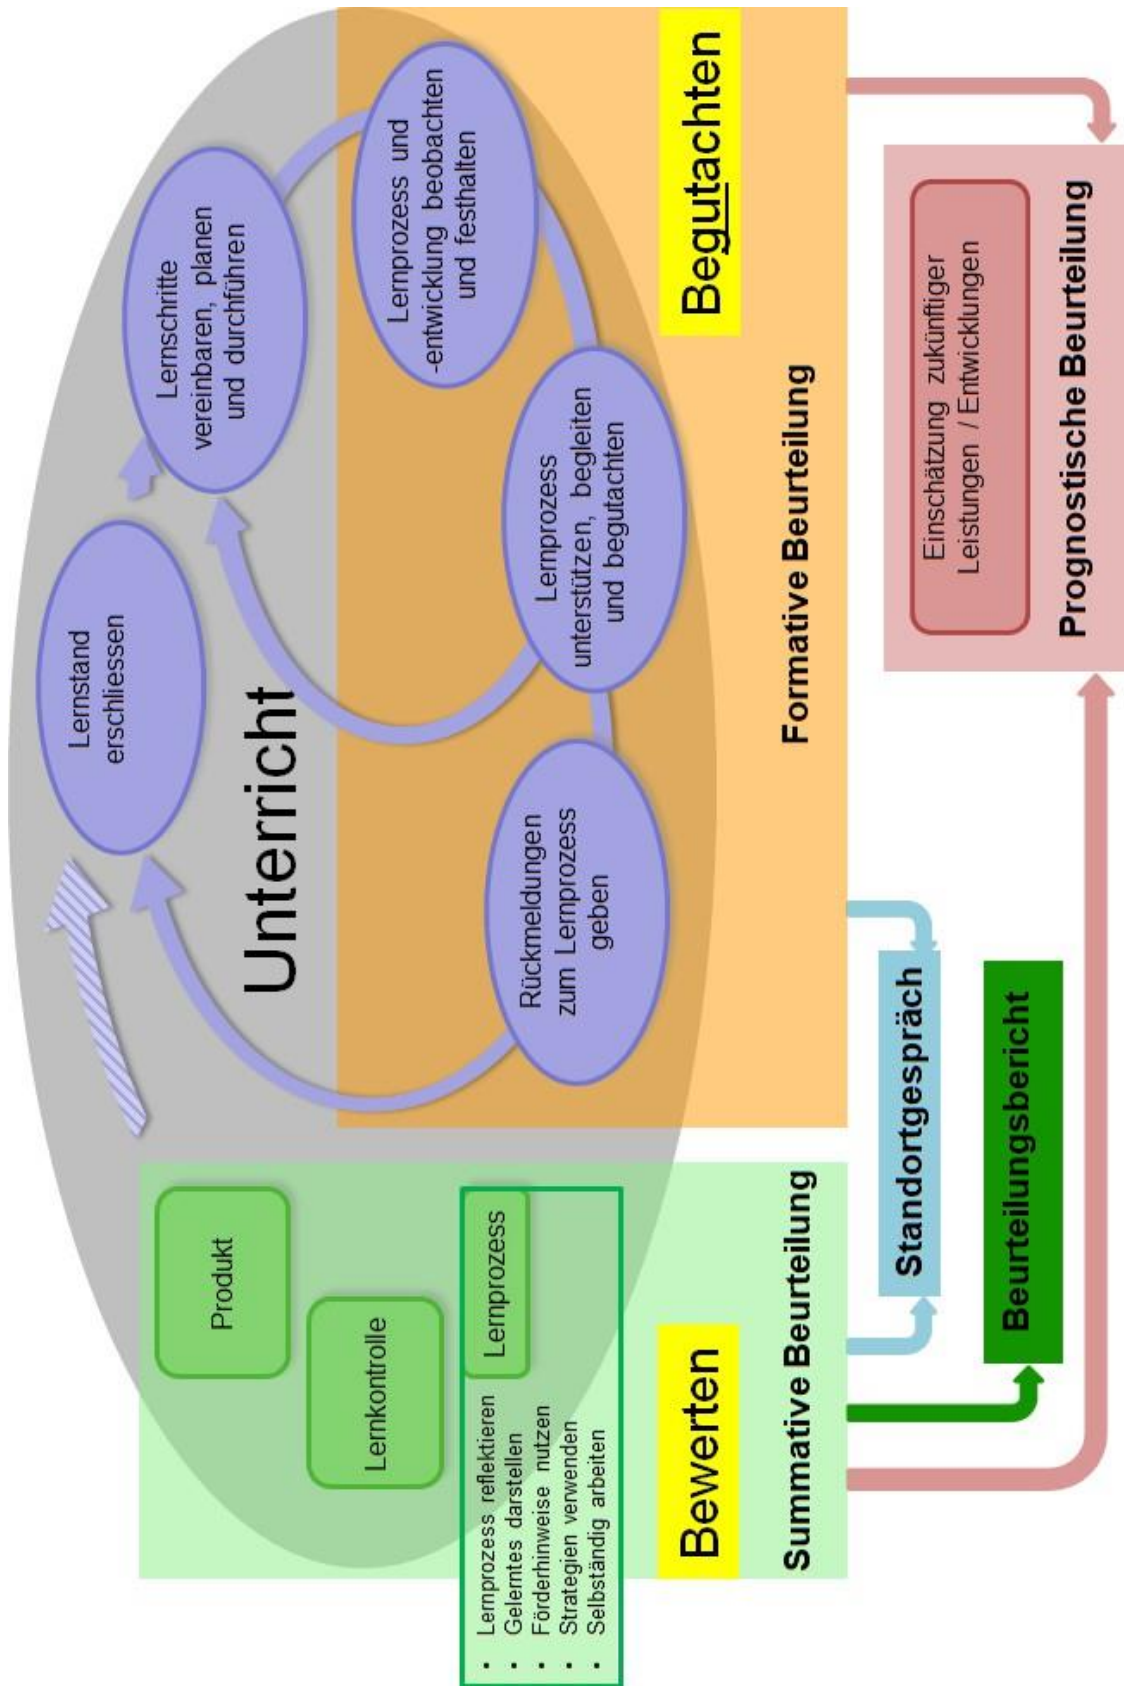 Unterricht
Lernstand
erschliessen
Lernschritte
vereinbaren, planen
und durchführen
Lernprozess und
-entwicklung beobachten
und festhalten
Lernprozess
unterstützen, begleiten
und begutachten
Rückmeldungen
zum Lernprozess
geben
Produkt
Lernkontrolle
Lernprozess
• Lernprozess reflektieren
• Gelerntes darstellen
• Förderhinweise nutzen
• Strategien verwenden
• Selbständig arbeiten
Bewerten
Begutachten
Summative Beurteilung
Formative Beurteilung
Standortgespräch
Beurteilungsbericht
Einschätzung zukünftiger
Leistungen / Entwicklungen
Prognostische Beurteilung